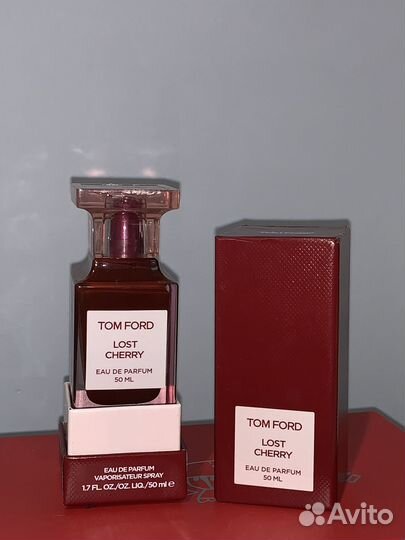 TOM FORD
LOST
CHERRY
EAU DE PARFUM
50 ML
EAU DE PARFUM
VAPORISATEUR SPRAY
1.7 FL. OZ./OZ. LIQ./50 ml e
TOM FORD
LOST
CHERRY
EAU DE PARFUM
50 ML
Avito